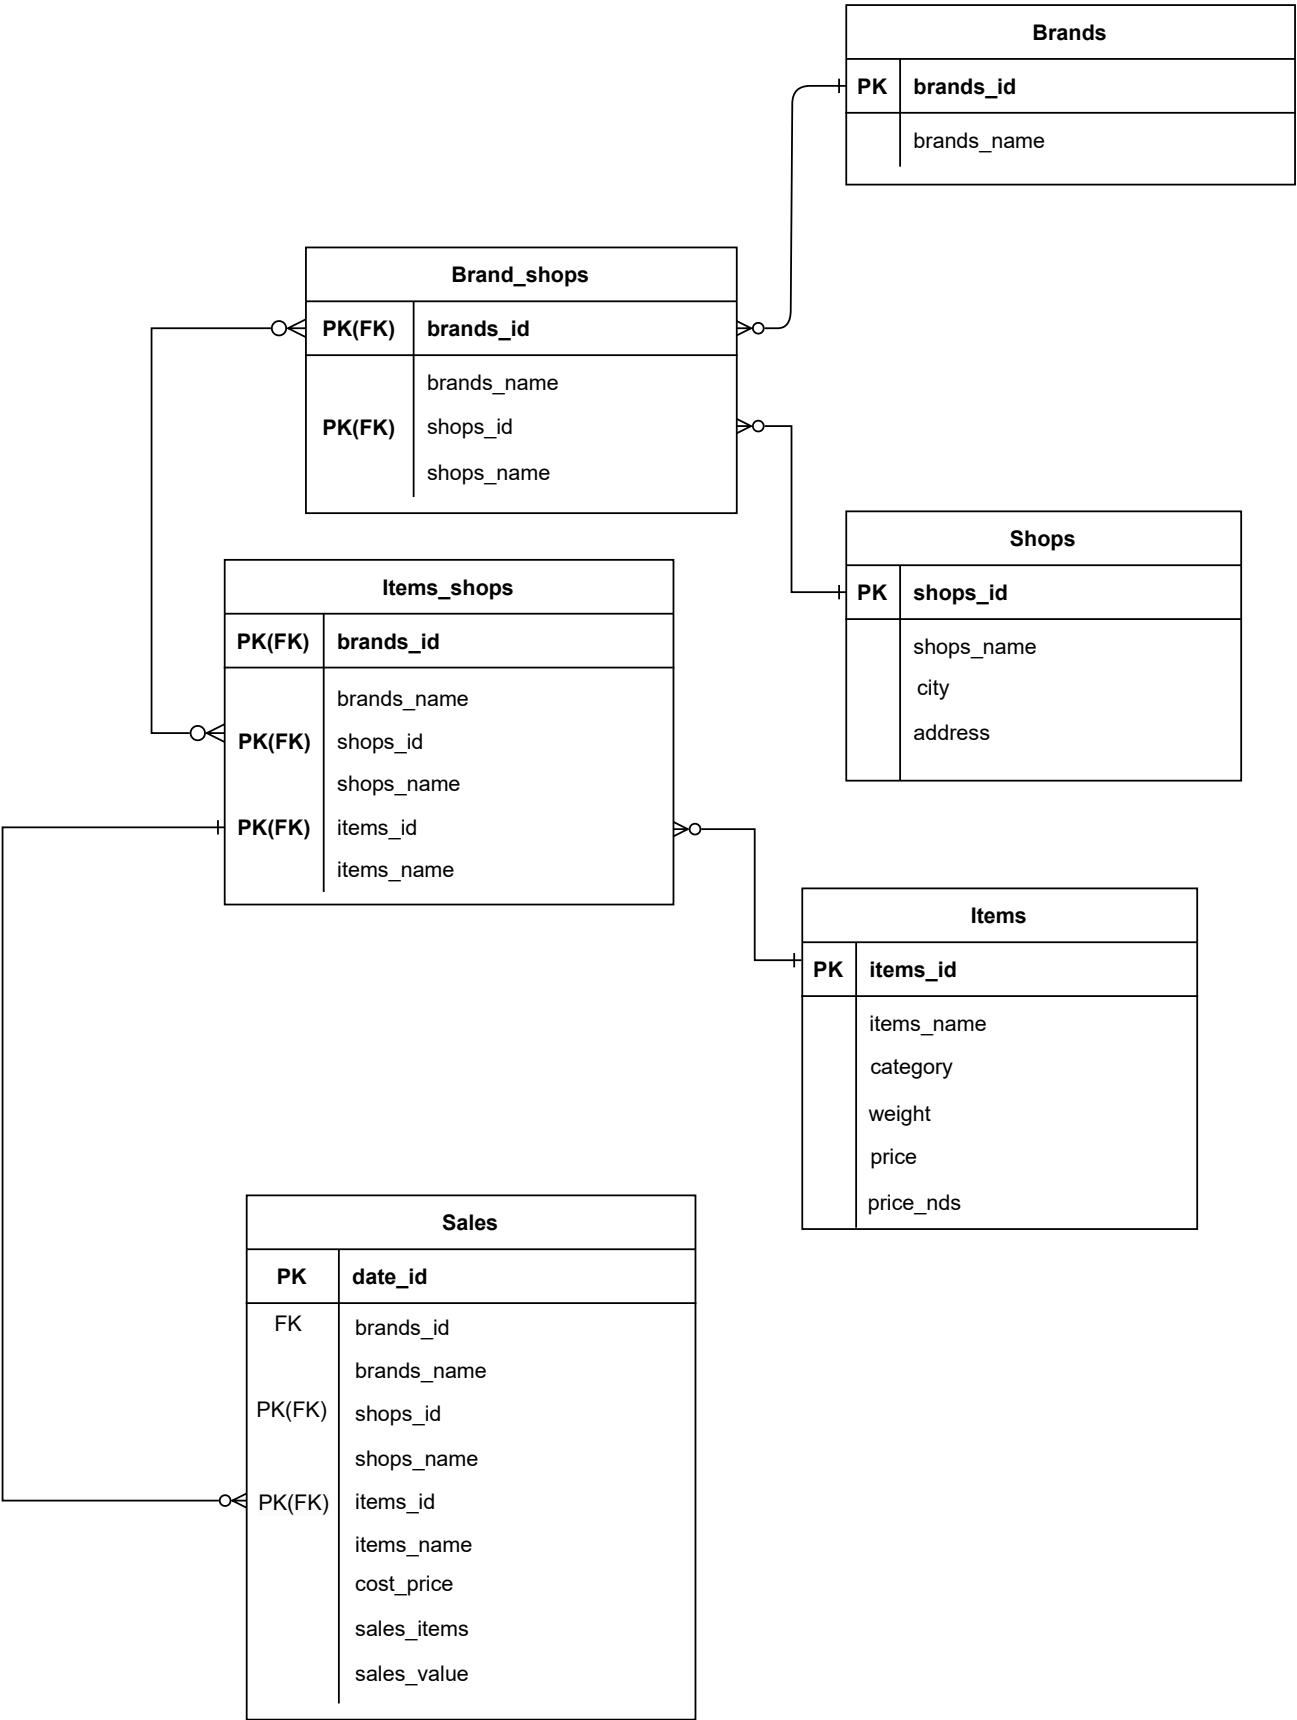 Brands
PK brands_id
brands_name
Brand_shops
PK(FK) brands_id
brands_name
PK(FK) shops_id
shops_name
Shops
PK shops_id
shops_name
city
address
Items_shops
PK(FK) brands_id
brands_name
PK(FK) shops_id
shops_name
PK(FK) items_id
items_name
Items
PK items_id
items_name
category
weight
price
price_nds
Sales
PK date_id
FK brands_id
brands_name
PK(FK) shops_id
shops_name
PK(FK) items_id
items_name
cost_price
sales_items
sales_value